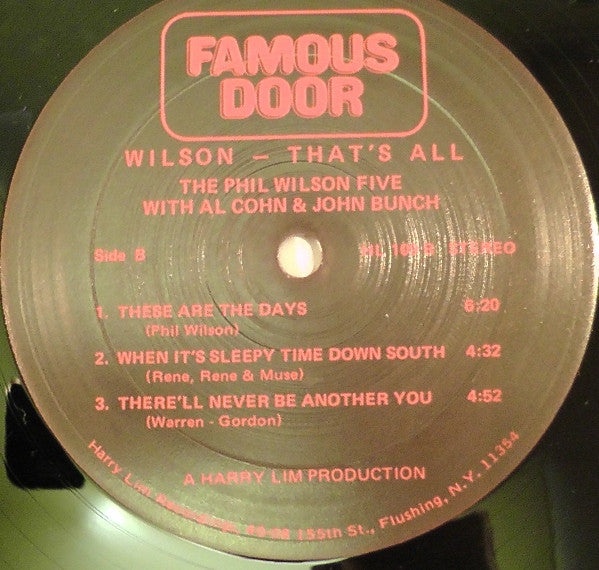 FAMOUS
DOOR
WILSON – THAT'S ALL
THE PHIL WILSON FIVE
WITH AL COHN & JOHN BUNCH
Side B
STEREO
1. THESE ARE THE DAYS 6:20
(Phil Wilson)
2. WHEN IT'S SLEEPY TIME DOWN SOUTH 4:32
(Rene, Rene & Muse)
3. THERE'LL NEVER BE ANOTHER YOU 4:52
(Warren - Gordon)
A HARRY LIM PRODUCTION
Harry Lim 155th St., Flushing, N.Y. 11354